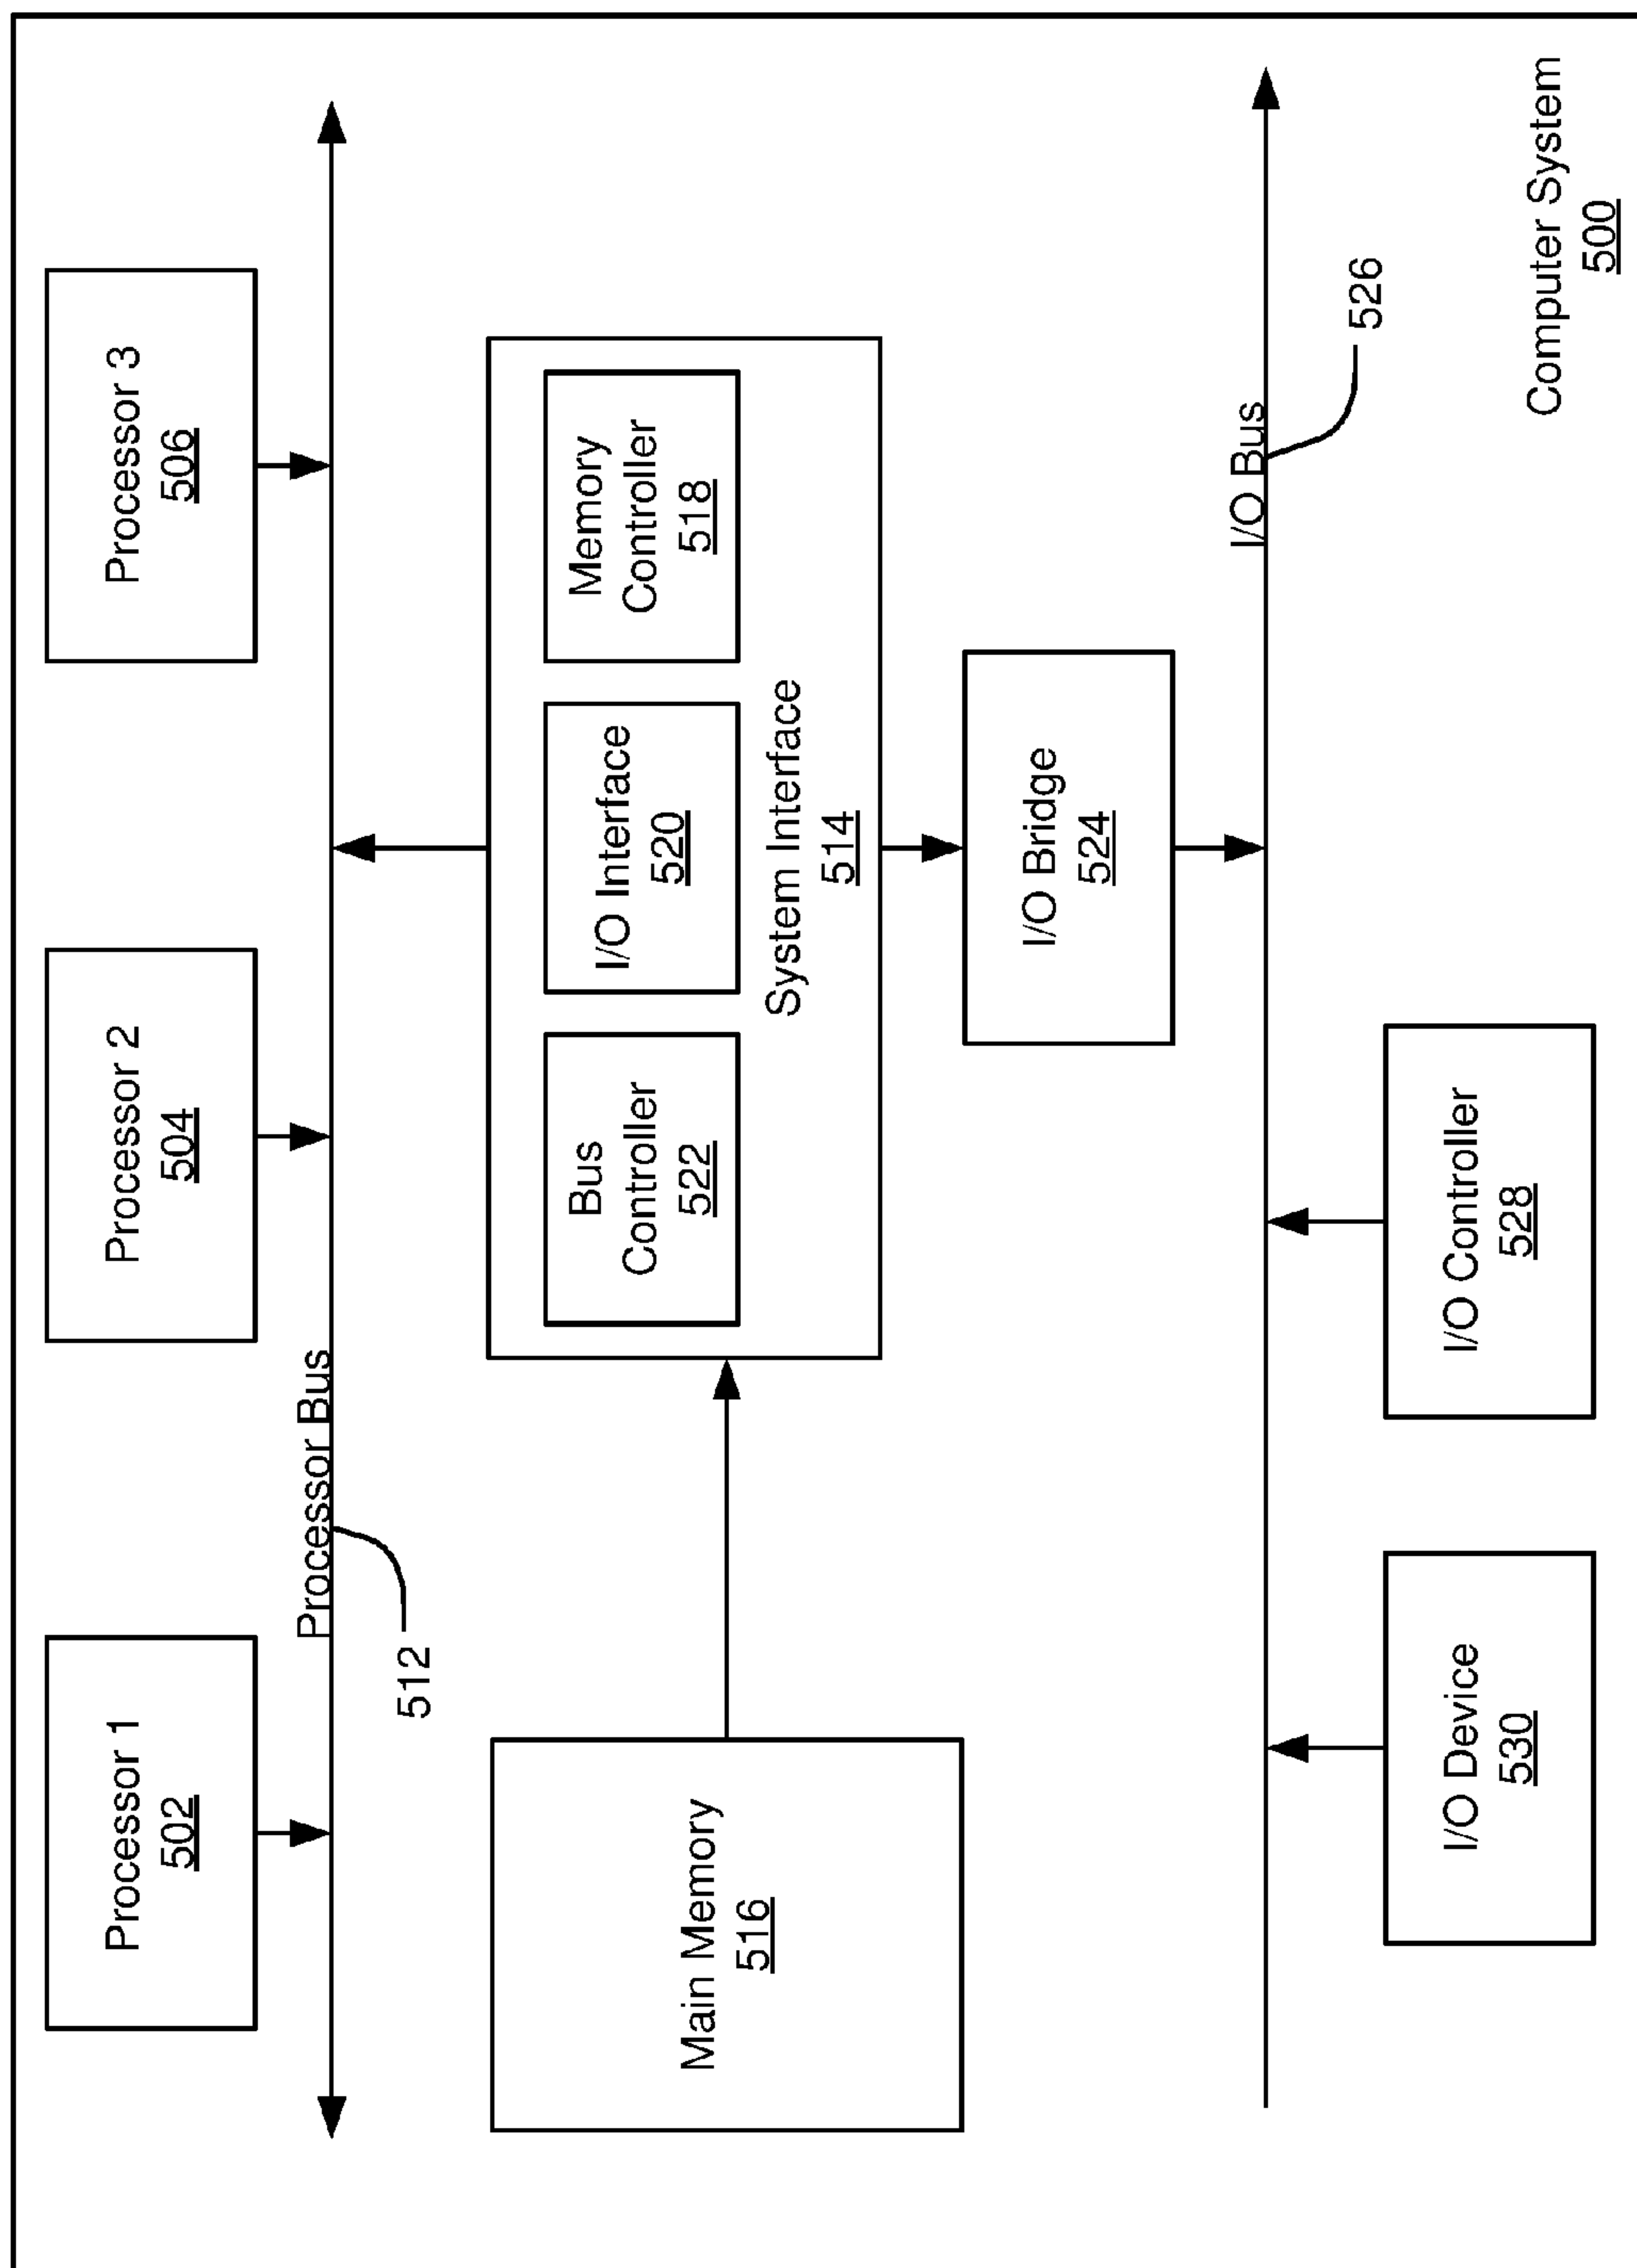 Processor 1
502
Processor 2
504
Processor 3
506
Processor Bus
512
Main Memory
516
Bus
Controller
522
I/O Interface
520
Memory
Controller
518
System Interface
514
I/O Bridge
524
I/O Bus
526
I/O Device
530
I/O Controller
528
Computer System
500